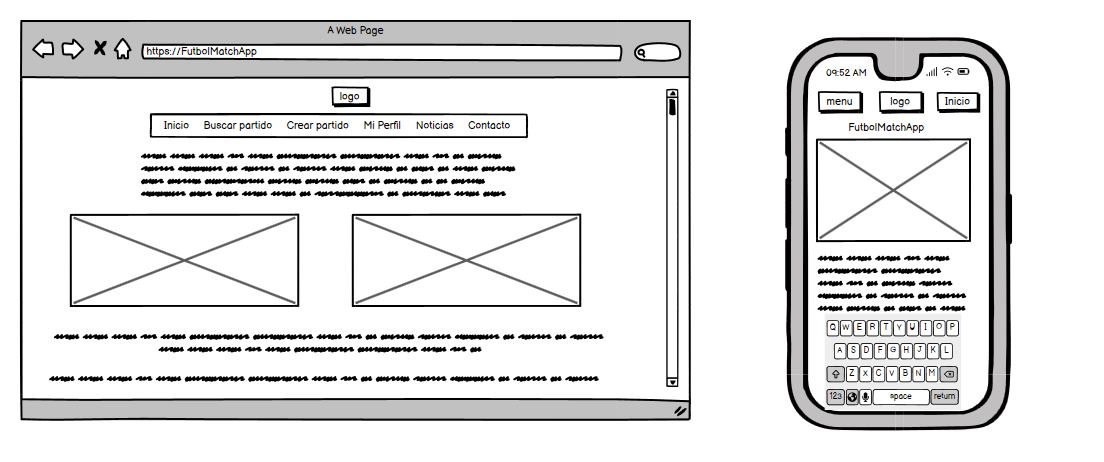 A Web Page
https://FutbolMatchApp
logo
Inicio Buscar partido Crear partido Mi Perfil Noticias Contacto
09:52 AM
menu logo Inicio
FutbolMatchApp
Q W E R T Y U I O P
A S D F G H J K L
Z X C V B N M
123 space return